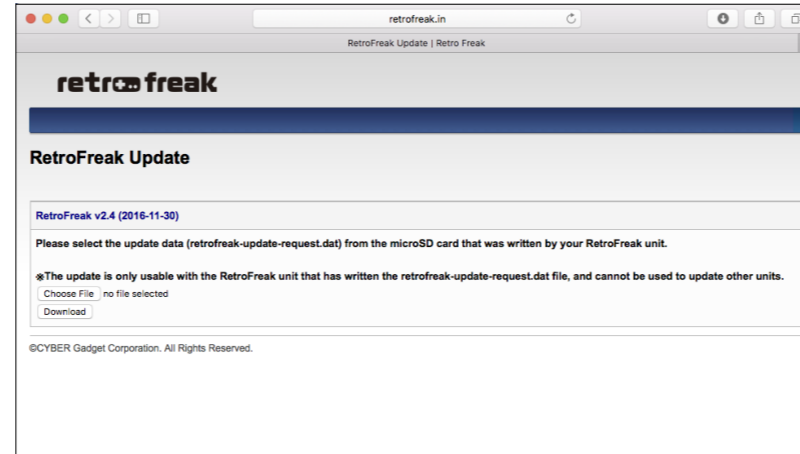 retrofreak.in
RetroFreak Update | Retro Freak
retro freak
RetroFreak Update
RetroFreak v2.4 (2016-11-30)
Please select the update data (retrofreak-update-request.dat) from the microSD card that was written by your RetroFreak unit.
※The update is only usable with the RetroFreak unit that has written the retrofreak-update-request.dat file, and cannot be used to update other units.
Choose File no file selected
Download
©CYBER Gadget Corporation. All Rights Reserved.